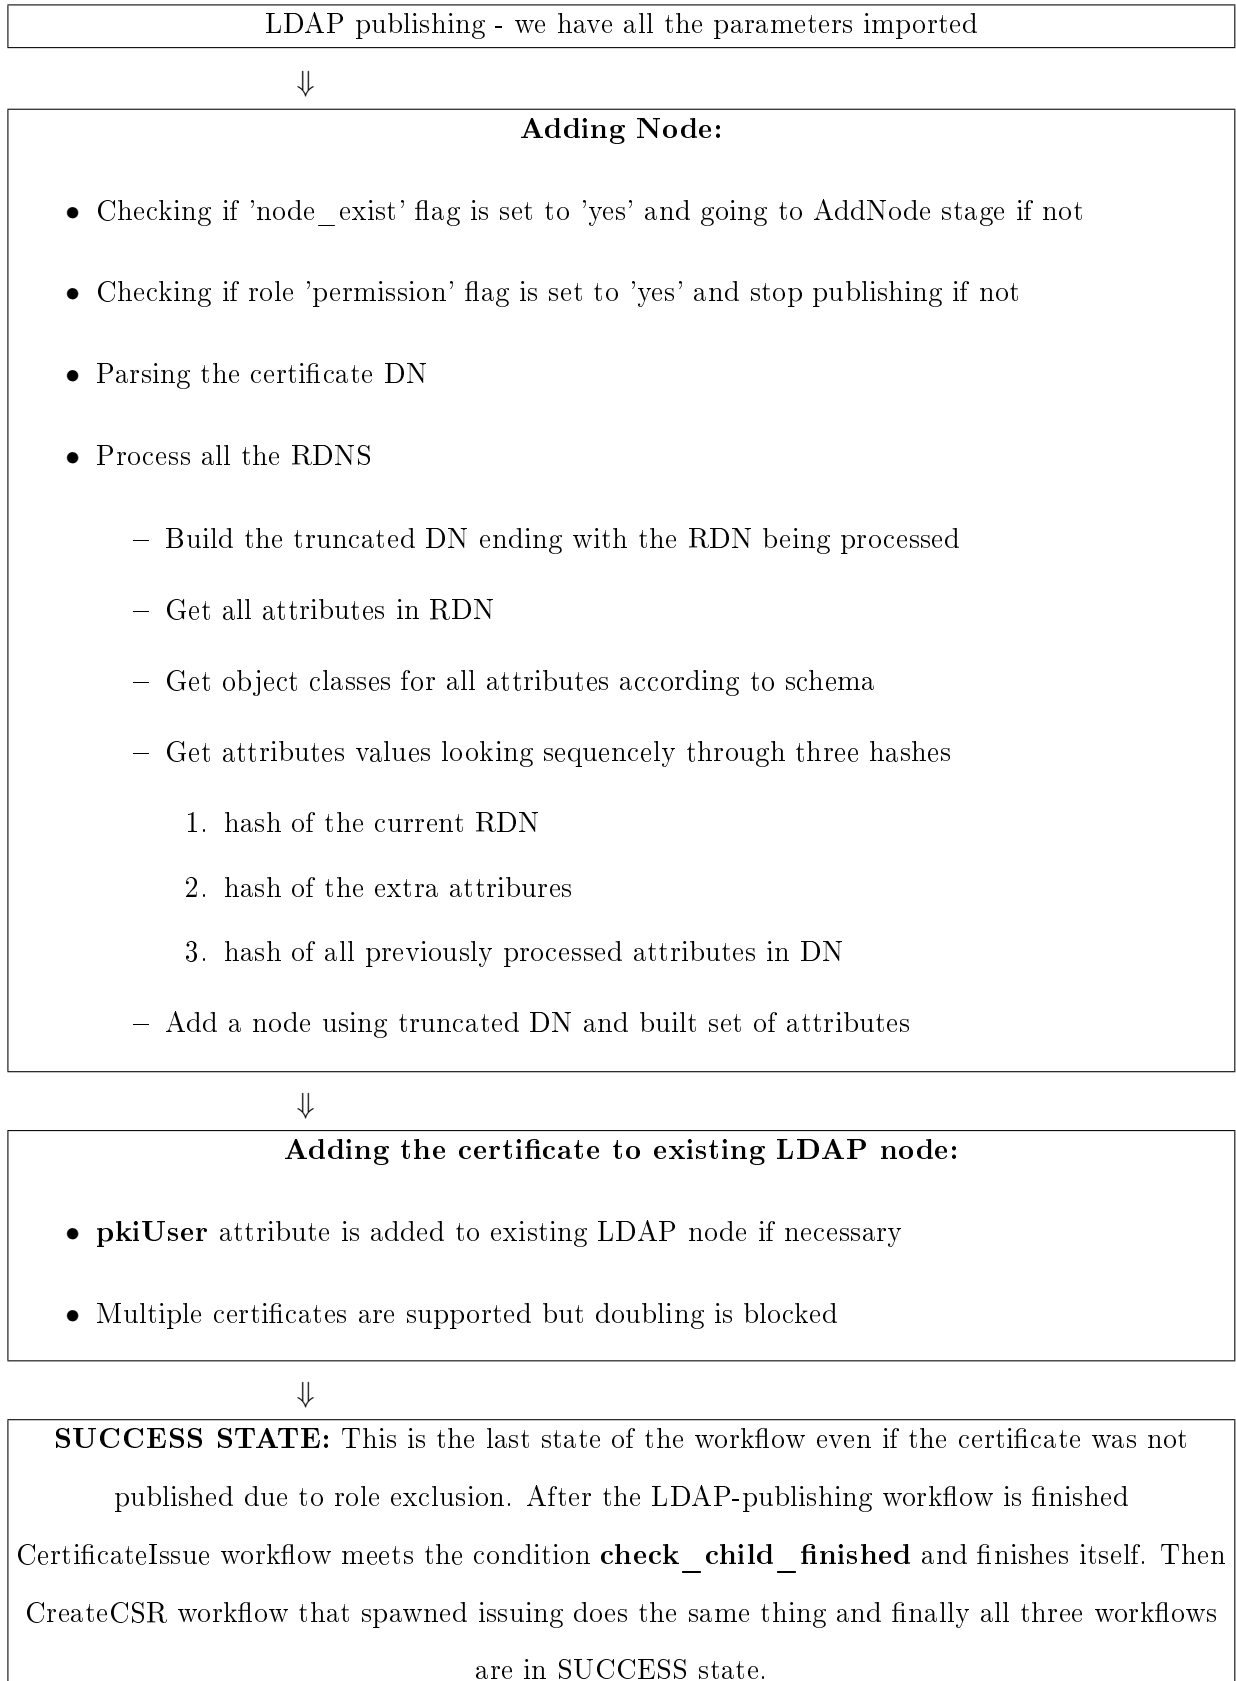 LDAP publishing - we have all the parameters imported
⇓
Adding Node:
• Checking if 'node_exist' flag is set to 'yes' and going to AddNode stage if not
• Checking if role 'permission' flag is set to 'yes' and stop publishing if not
• Parsing the certificate DN
• Process all the RDNS
– Build the truncated DN ending with the RDN being processed
– Get all attributes in RDN
– Get object classes for all attributes according to schema
– Get attributes values looking sequencely through three hashes
1. hash of the current RDN
2. hash of the extra attribures
3. hash of all previously processed attributes in DN
– Add a node using truncated DN and built set of attributes
⇓
Adding the certificate to existing LDAP node:
• pkiUser attribute is added to existing LDAP node if necessary
• Multiple certificates are supported but doubling is blocked
⇓
SUCCESS STATE: This is the last state of the workflow even if the certificate was not
published due to role exclusion. After the LDAP-publishing workflow is finished
CertificateIssue workflow meets the condition check_child_finished and finishes itself. Then
CreateCSR workflow that spawned issuing does the same thing and finally all three workflows
are in SUCCESS state.